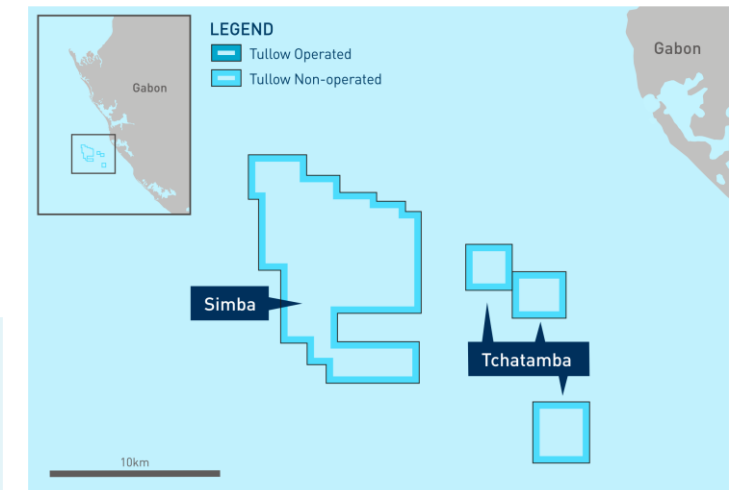 LEGEND
Tullow Operated
Tullow Non-operated
Gabon
Gabon
Simba
Tchatamba
10km